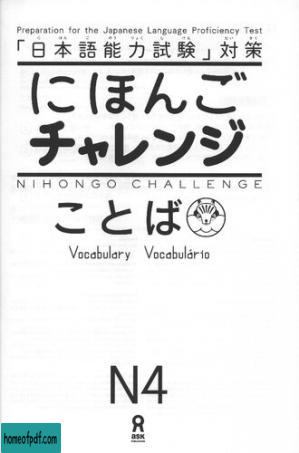 Preparation for the Japanese Language Proficiency Test
「日本語能力試験」対策
にほんご
チャレンジ
NIHONGO CHALLENGE
ことば
Vocabulary Vocabulário
N4
ask
PUBLISHING
homeofpdf.com